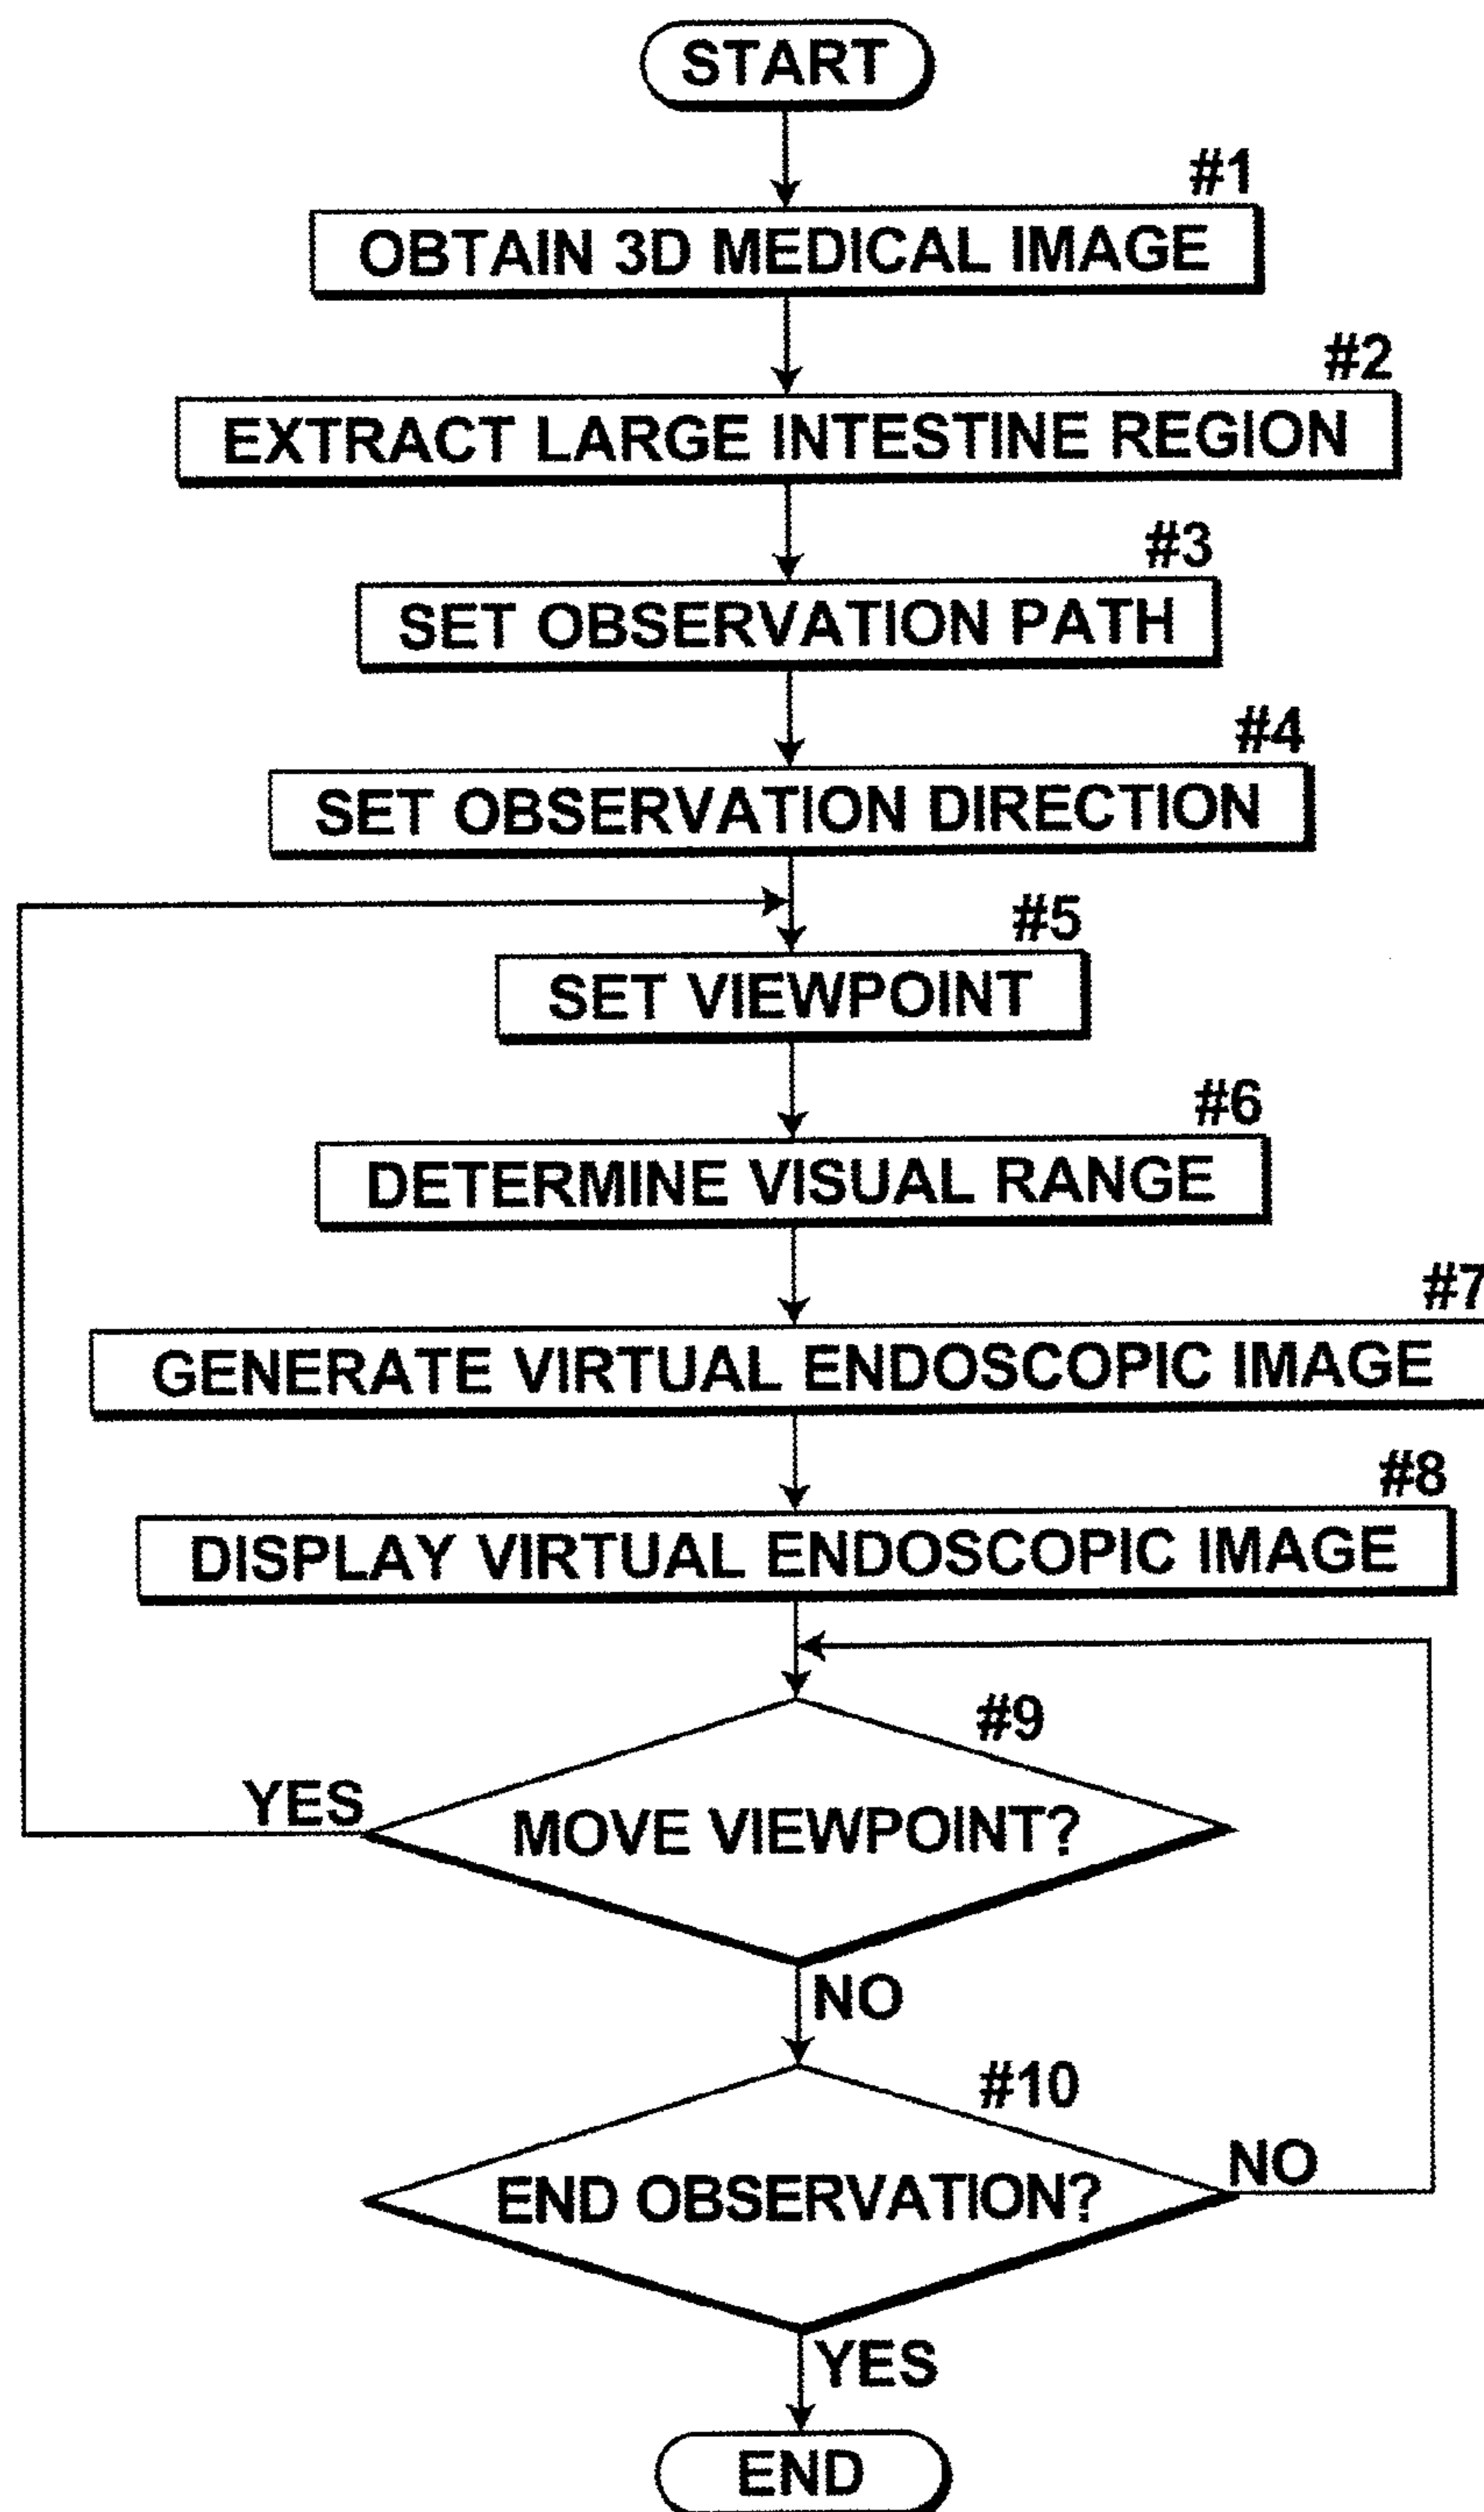 START
#1
OBTAIN 3D MEDICAL IMAGE
#2
EXTRACT LARGE INTESTINE REGION
#3
SET OBSERVATION PATH
#4
SET OBSERVATION DIRECTION
#5
SET VIEWPOINT
#6
DETERMINE VISUAL RANGE
#7
GENERATE VIRTUAL ENDOSCOPIC IMAGE
#8
DISPLAY VIRTUAL ENDOSCOPIC IMAGE
#9
YES
MOVE VIEWPOINT?
NO
#10
NO
END OBSERVATION?
YES
END